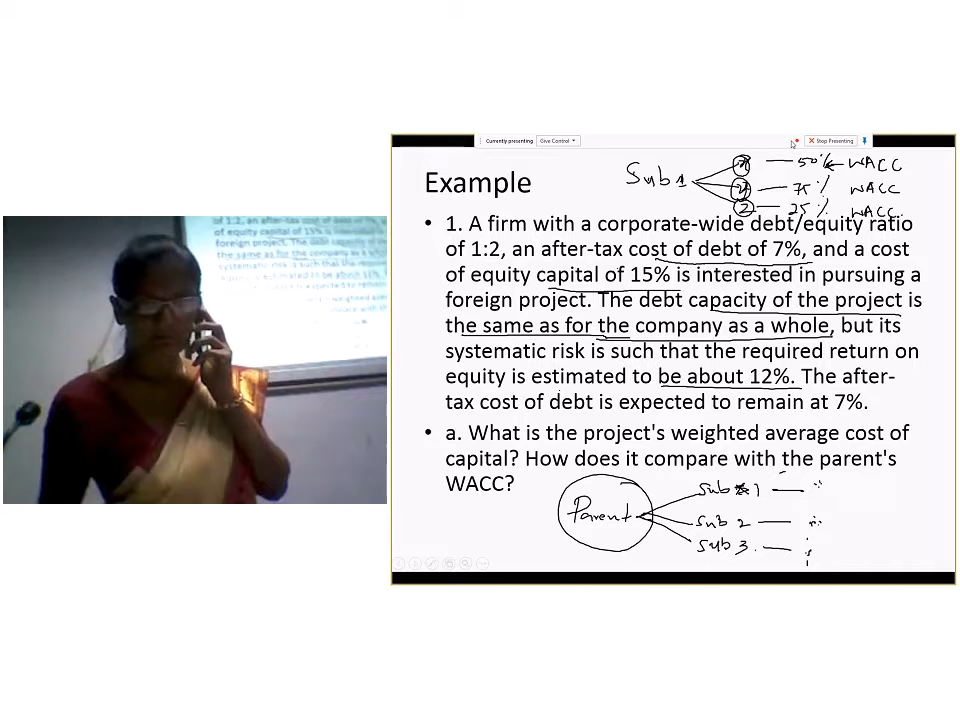 Currently presenting Give Control Stop Presenting
Sub 1
x — 50% WACC
y — 75% WACC
z — 25% WACC
Example
• 1. A firm with a corporate-wide debt/equity ratio
of 1:2, an after-tax cost of debt of 7%, and a cost
of equity capital of 15% is interested in pursuing a
foreign project. The debt capacity of the project is
the same as for the company as a whole, but its
systematic risk is such that the required return on
equity is estimated to be about 12%. The after-
tax cost of debt is expected to remain at 7%.
• a. What is the project's weighted average cost of
capital? How does it compare with the parent's
WACC?
Parent
Sub 1
Sub 2
Sub 3